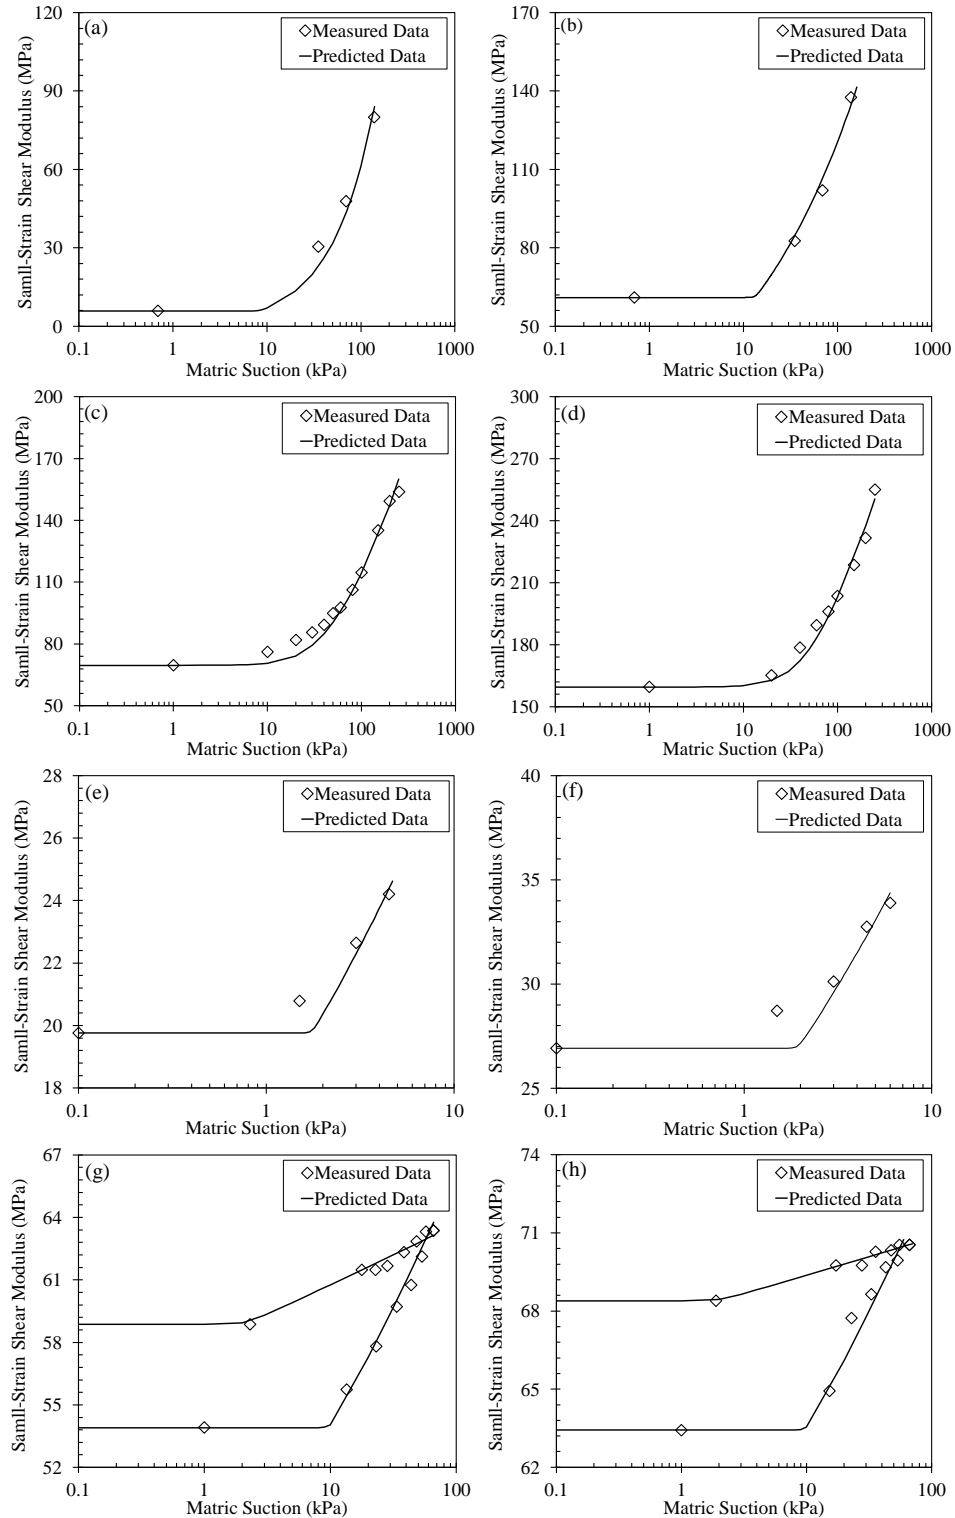 (a)
Measured Data
Predicted Data
Samll-Strain Shear Modulus (MPa)
120
90
60
30
0
0.1 1 10 100 1000
Matric Suction (kPa)
(b)
Measured Data
Predicted Data
Samll-Strain Shear Modulus (MPa)
170
140
110
80
50
0.1 1 10 100 1000
Matric Suction (kPa)
(c)
Measured Data
Predicted Data
Samll-Strain Shear Modulus (MPa)
200
170
140
110
80
50
0.1 1 10 100 1000
Matric Suction (kPa)
(d)
Measured Data
Predicted Data
Samll-Strain Shear Modulus (MPa)
300
270
240
210
180
150
0.1 1 10 100 1000
Matric Suction (kPa)
(e)
Measured Data
Predicted Data
Samll-Strain Shear Modulus (MPa)
28
26
24
22
20
18
0.1 1 10
Matric Suction (kPa)
(f)
Measured Data
Predicted Data
Samll-Strain Shear Modulus (MPa)
40
35
30
25
0.1 1 10
Matric Suction (kPa)
(g)
Measured Data
Predicted Data
Samll-Strain Shear Modulus (MPa)
67
64
61
58
54
52
0.1 1 10 100
Matric Suction (kPa)
(h)
Measured Data
Predicted Data
Samll-Strain Shear Modulus (MPa)
74
71
68
65
62
0.1 1 10 100
Matric Suction (kPa)